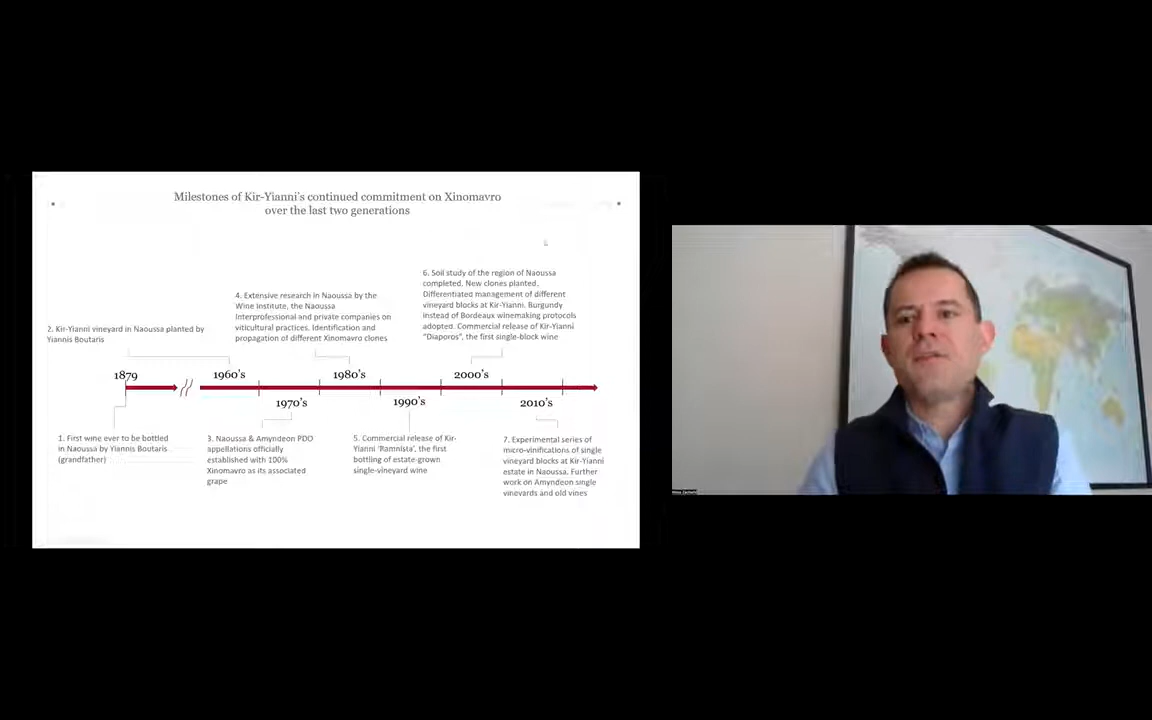 Milestones of Kir-Yianni's continued commitment on Xinomavro
over the last two generations
6. Soil study of the region of Naoussa
completed. New clones planted.
Differentiated management of different
vineyard blocks at Kir-Yianni. Burgundy
instead of Bordeaux winemaking protocols
adopted. Commercial release of Kir-Yianni
"Diaporos", the first single-block wine
4. Extensive research in Naoussa by the
Wine Institute, the Naoussa
Interprofessional and private companies on
viticultural practices. Identification and
propagation of different Xinomavro clones
2. Kir-Yianni vineyard in Naoussa planted by
Yiannis Boutaris
1879
1960's
1980's
2000's
1970's
1990's
2010's
1. First wine ever to be bottled
in Naoussa by Yiannis Boutaris
(grandfather)
3. Naoussa & Amyndeon PDO
appellations officially
established with 100%
Xinomavro as its associated
grape
5. Commercial release of Kir-
Yianni 'Ramnista', the first
bottling of estate-grown
single-vineyard wine
7. Experimental series of
micro-vinifications of single
vineyard blocks at Kir-Yianni
estate in Naoussa. Further
work on Amyndeon single
vineyards and old vines